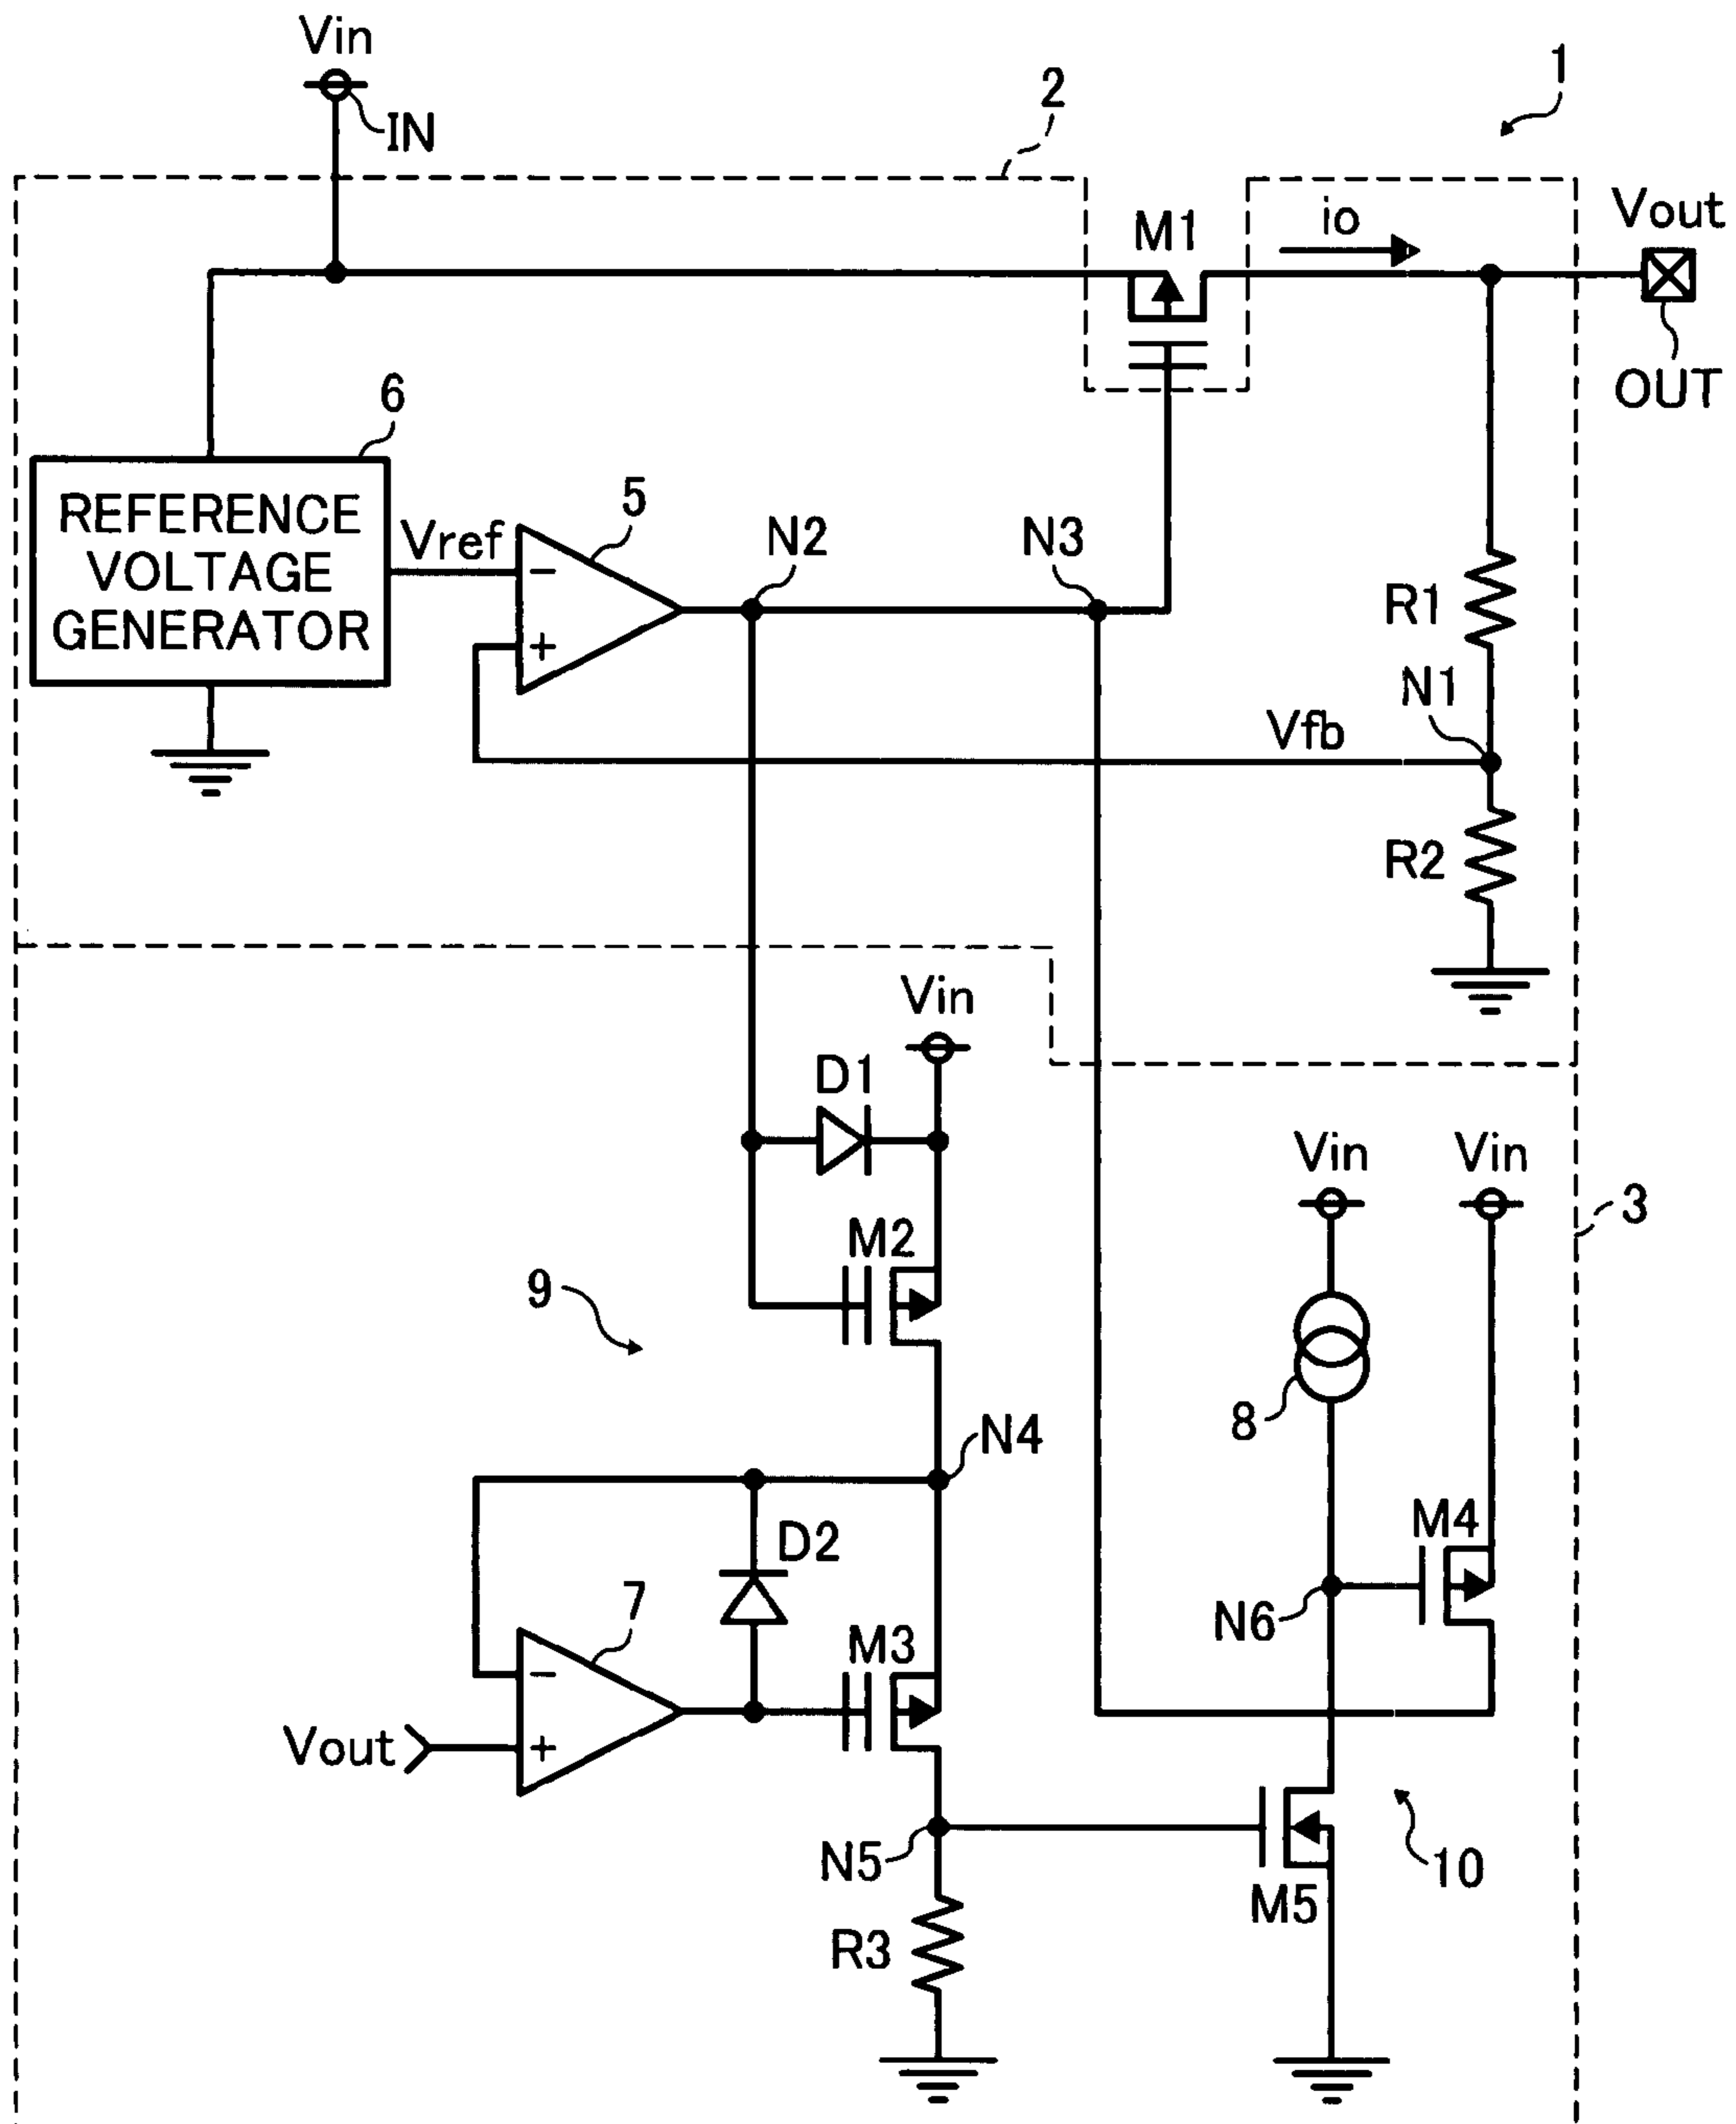 Vin
IN
2
1
M1
io
Vout
OUT
6
REFERENCE
VOLTAGE
GENERATOR
Vref
5
−
+
N2
N3
R1
N1
Vfb
R2
Vin
D1
M2
9
Vin
Vin
3
8
N4
D2
7
−
+
Vout
M3
M4
N6
N5
M5
10
R3